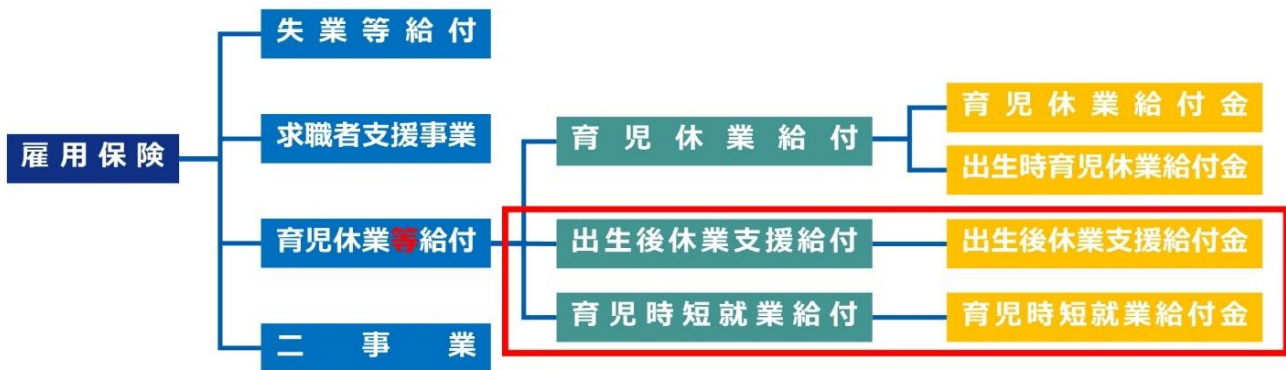 失業等給付
求職者支援事業
雇用保険
育児休業等給付
二事業
育児休業給付
出生後休業支援給付
育児時短就業給付
育児休業給付金
出生時育児休業給付金
出生後休業支援給付金
育児時短就業給付金